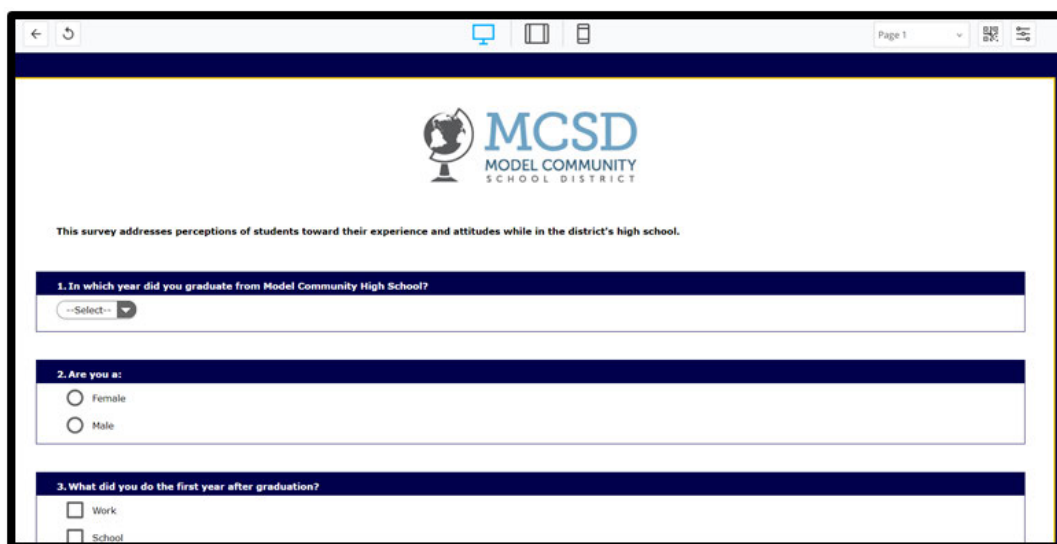 Page 1
MCSD
MODEL COMMUNITY
SCHOOL DISTRICT
This survey addresses perceptions of students toward their experience and attitudes while in the district's high school.
1. In which year did you graduate from Model Community High School?
--Select--
2. Are you a:
Female
Male
3. What did you do the first year after graduation?
Work
School